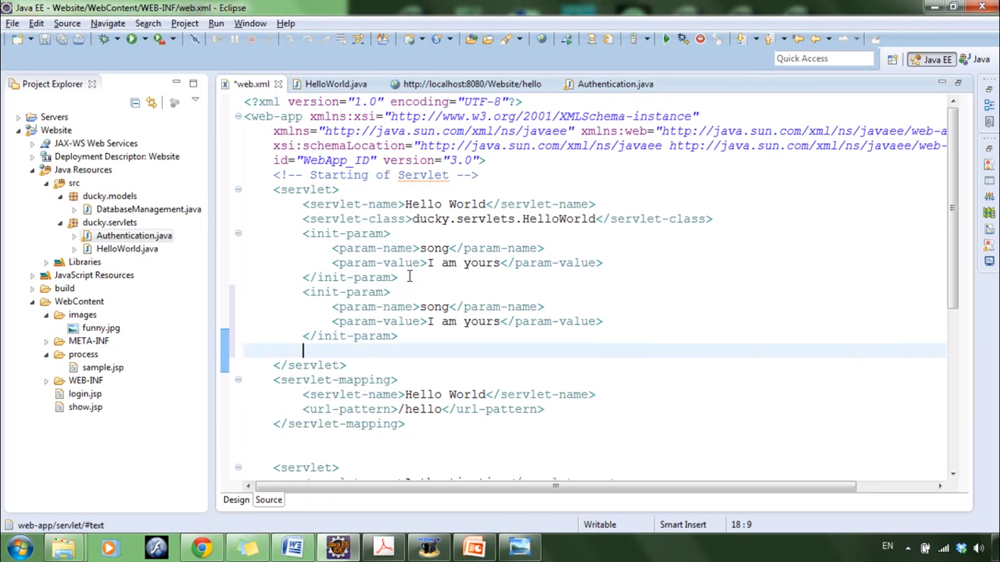 Java EE - Website/WebContent/WEB-INF/web.xml - Eclipse
File Edit Source Navigate Search Project Run Window Help
Quick Access
Java EE
Java
Project Explorer
*web.xml
HelloWorld.java
http://localhost:8080/Website/hello
Authentication.java
Servers
Website
JAX-WS Web Services
Deployment Descriptor: Website
Java Resources
src
ducky.models
DatabaseManagement.java
ducky.servlets
Authentication.java
HelloWorld.java
Libraries
JavaScript Resources
build
WebContent
images
funny.jpg
META-INF
process
sample.jsp
WEB-INF
login.jsp
show.jsp
<?xml version="1.0" encoding="UTF-8"?>
<web-app xmlns:xsi="http://www.w3.org/2001/XMLSchema-instance"
xmlns="http://java.sun.com/xml/ns/javaee" xmlns:web="http://java.sun.com/xml/ns/javaee/web-a
xsi:schemaLocation="http://java.sun.com/xml/ns/javaee http://java.sun.com/xml/ns/javaee/web-
id="WebApp_ID" version="3.0">
<!-- Starting of Servlet -->
<servlet>
<servlet-name>Hello World</servlet-name>
<servlet-class>ducky.servlets.HelloWorld</servlet-class>
<init-param>
<param-name>song</param-name>
<param-value>I am yours</param-value>
</init-param>
<init-param>
<param-name>song</param-name>
<param-value>I am yours</param-value>
</init-param>
</servlet>
<servlet-mapping>
<servlet-name>Hello World</servlet-name>
<url-pattern>/hello</url-pattern>
</servlet-mapping>
<servlet>
Design
Source
web-app/servlet/#text
Writable
Smart Insert
18 : 9
Java EE
IDE
HYPERCAM
EN